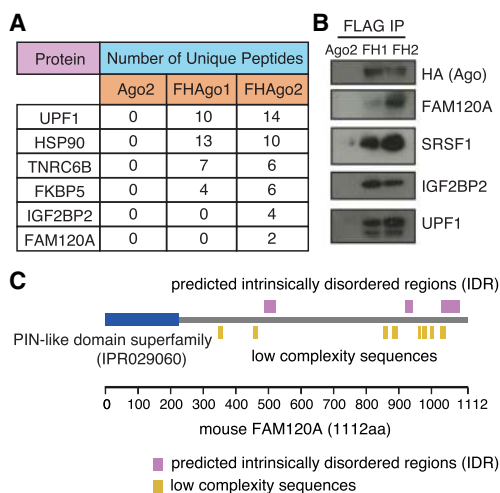 A
Protein Number of Unique Peptides
Ago2 FHAgo1 FHAgo2
UPF1 0 10 14
HSP90 0 13 10
TNRC6B 0 7 6
FKBP5 0 4 6
IGF2BP2 0 0 4
FAM120A 0 0 2
B
FLAG IP
Ago2 FH1 FH2
HA (Ago)
FAM120A
SRSF1
IGF2BP2
UPF1
C
predicted intrinsically disordered regions (IDR)
PIN-like domain superfamily
(IPR029060)
low complexity sequences
0 100 200 300 400 500 600 700 800 900 1000 1112
mouse FAM120A (1112aa)
predicted intrinsically disordered regions (IDR)
low complexity sequences